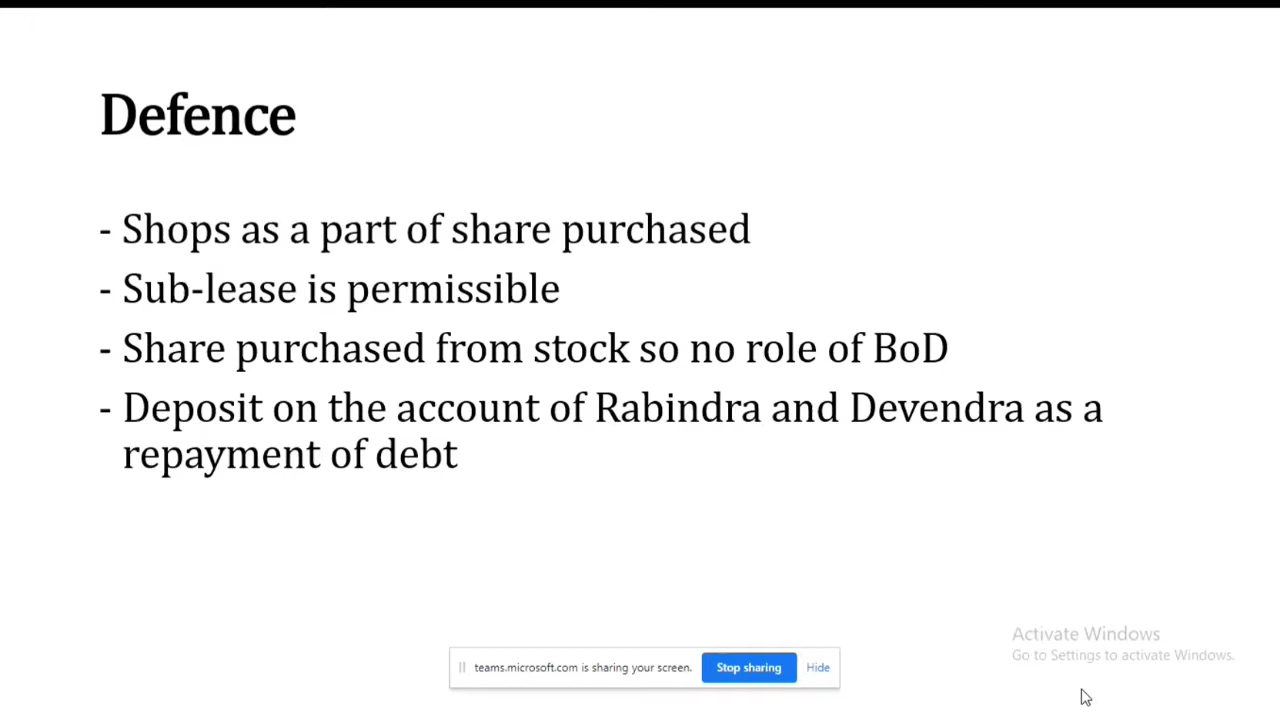 Defence
- Shops as a part of share purchased
- Sub-lease is permissible
- Share purchased from stock so no role of BoD
- Deposit on the account of Rabindra and Devendra as a
repayment of debt
Activate Windows
Go to Settings to activate Windows.
teams.microsoft.com is sharing your screen. Stop sharing Hide